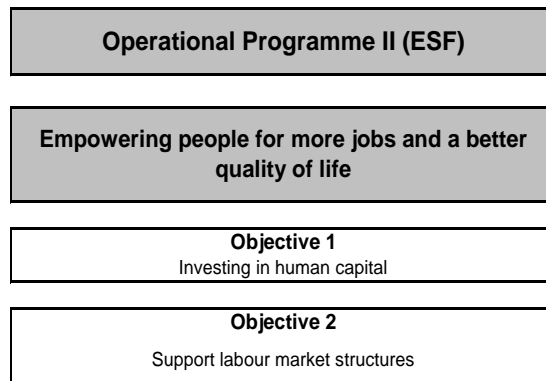 Operational Programme II (ESF)
Empowering people for more jobs and a better
quality of life
Objective 1
Investing in human capital
Objective 2
Support labour market structures